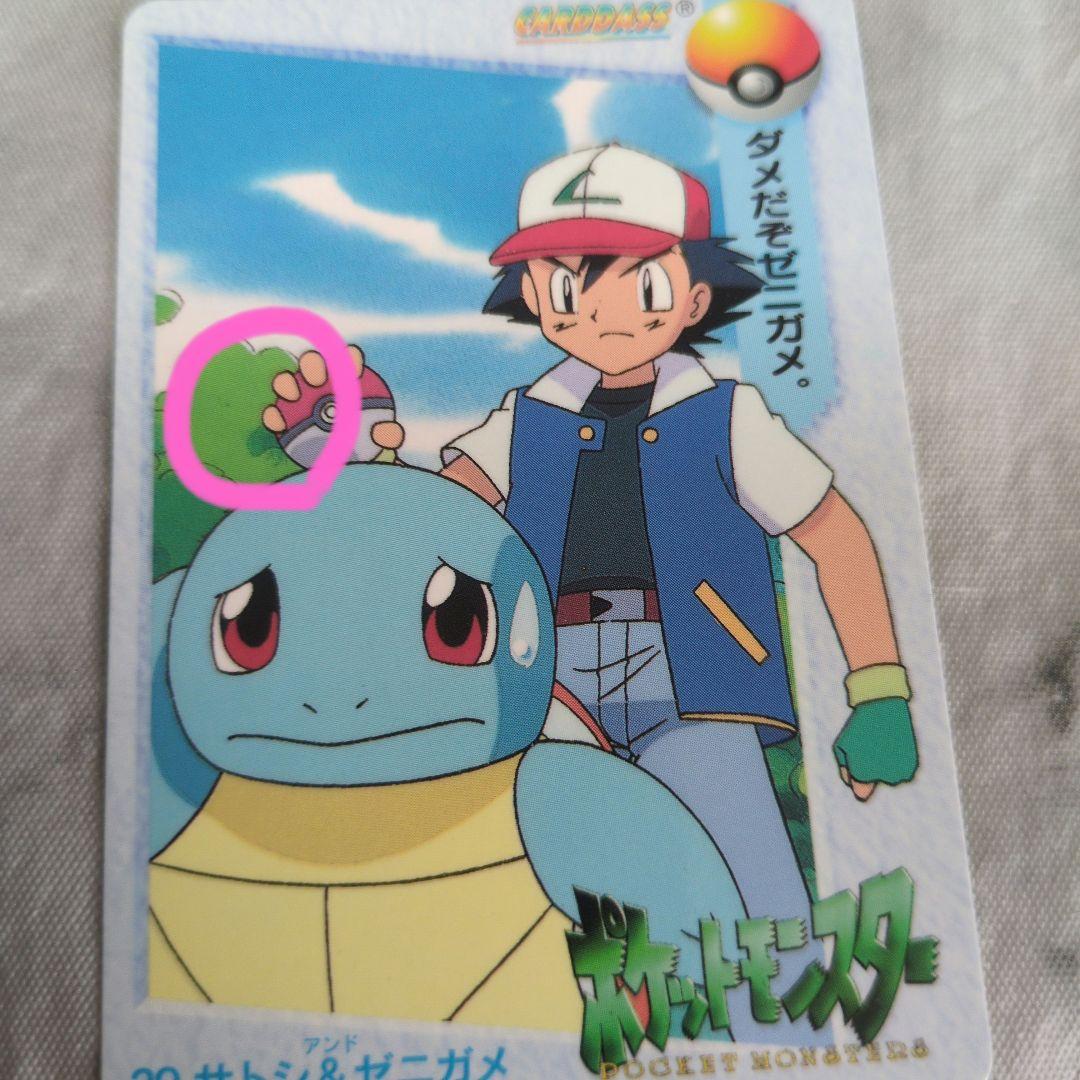 CARDDASS®
ダメだぞゼニガメ。
ポケットモンスター
POCKET MONSTERS
アンド
サトシ&ゼニガメ